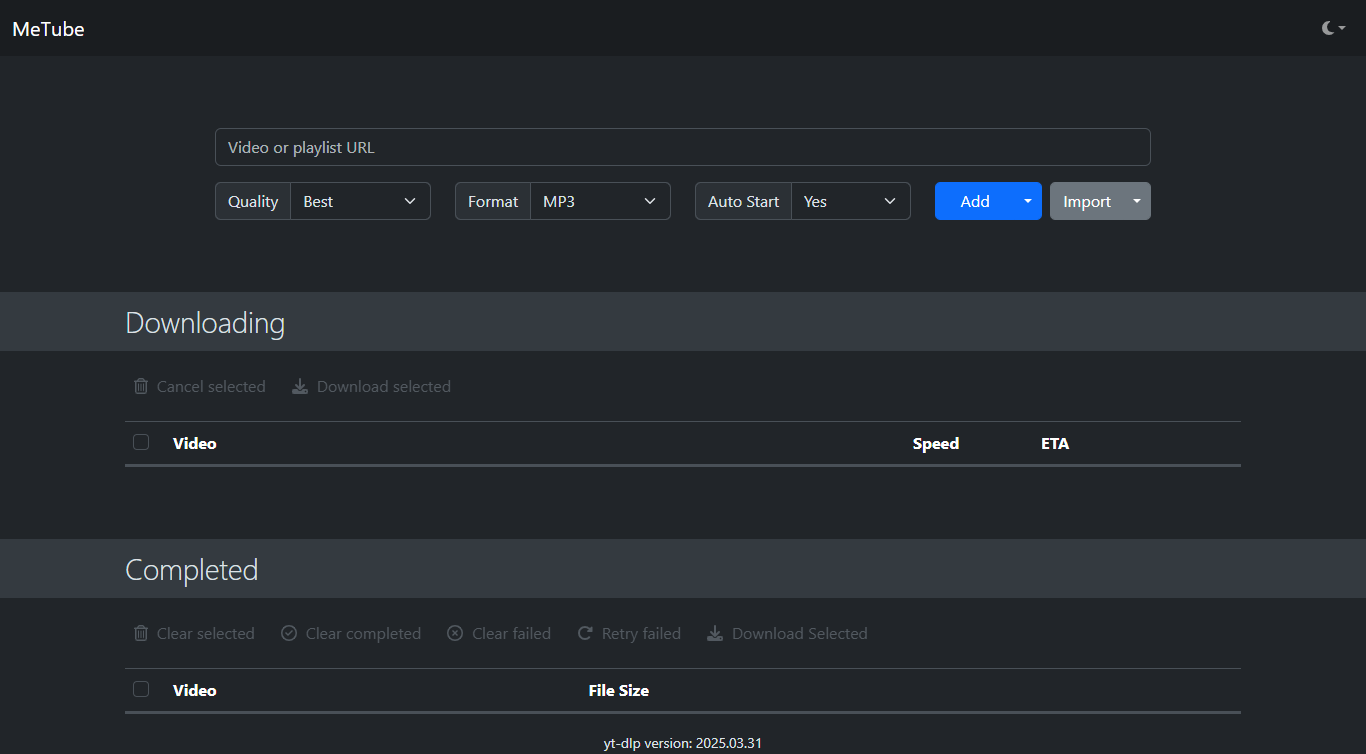 MeTube
Video or playlist URL
Quality Best Format MP3 Auto Start Yes Add Import
Downloading
Cancel selected Download selected
Video Speed ETA
Completed
Clear selected Clear completed Clear failed Retry failed Download Selected
Video File Size
yt-dlp version: 2025.03.31